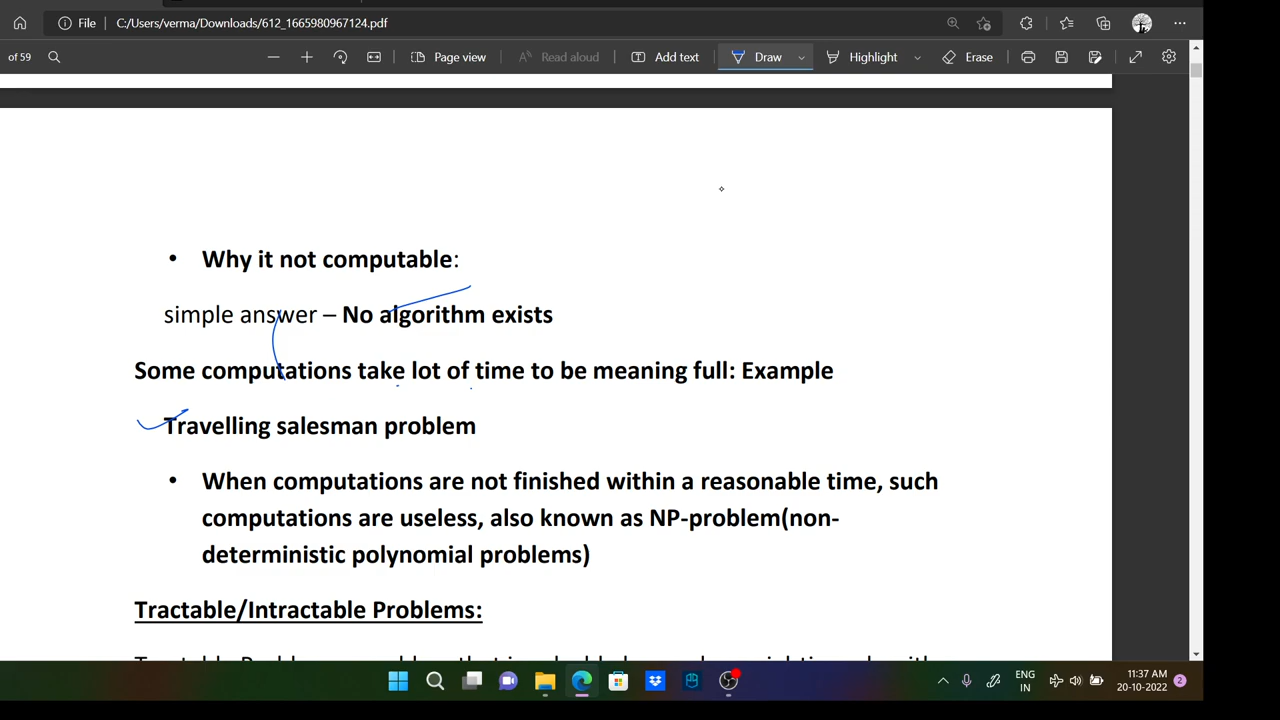 File C:/Users/verma/Downloads/612_1665980967124.pdf
of 59 Page view Read aloud Add text Draw Highlight Erase
• Why it not computable:
simple answer – No algorithm exists
Some computations take lot of time to be meaning full: Example
Travelling salesman problem
• When computations are not finished within a reasonable time, such
computations are useless, also known as NP-problem(non-
deterministic polynomial problems)
Tractable/Intractable Problems:
ENG
IN
11:37 AM
20-10-2022
2